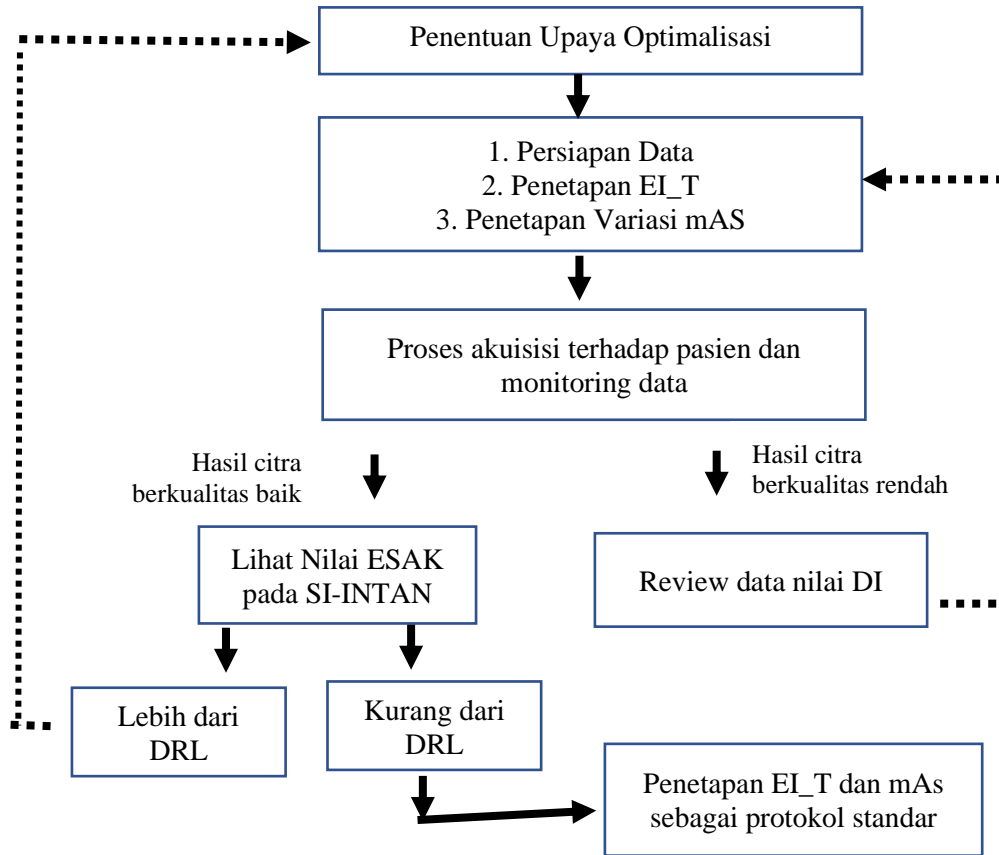 Penentuan Upaya Optimalisasi
1. Persiapan Data
2. Penetapan EI_T
3. Penetapan Variasi mAS
Proses akuisisi terhadap pasien dan
monitoring data
Hasil citra
berkualitas baik
Hasil citra
berkualitas rendah
Lihat Nilai ESAK
pada SI-INTAN
Review data nilai DI
Lebih dari
DRL
Kurang dari
DRL
Penetapan EI_T dan mAs
sebagai protokol standar